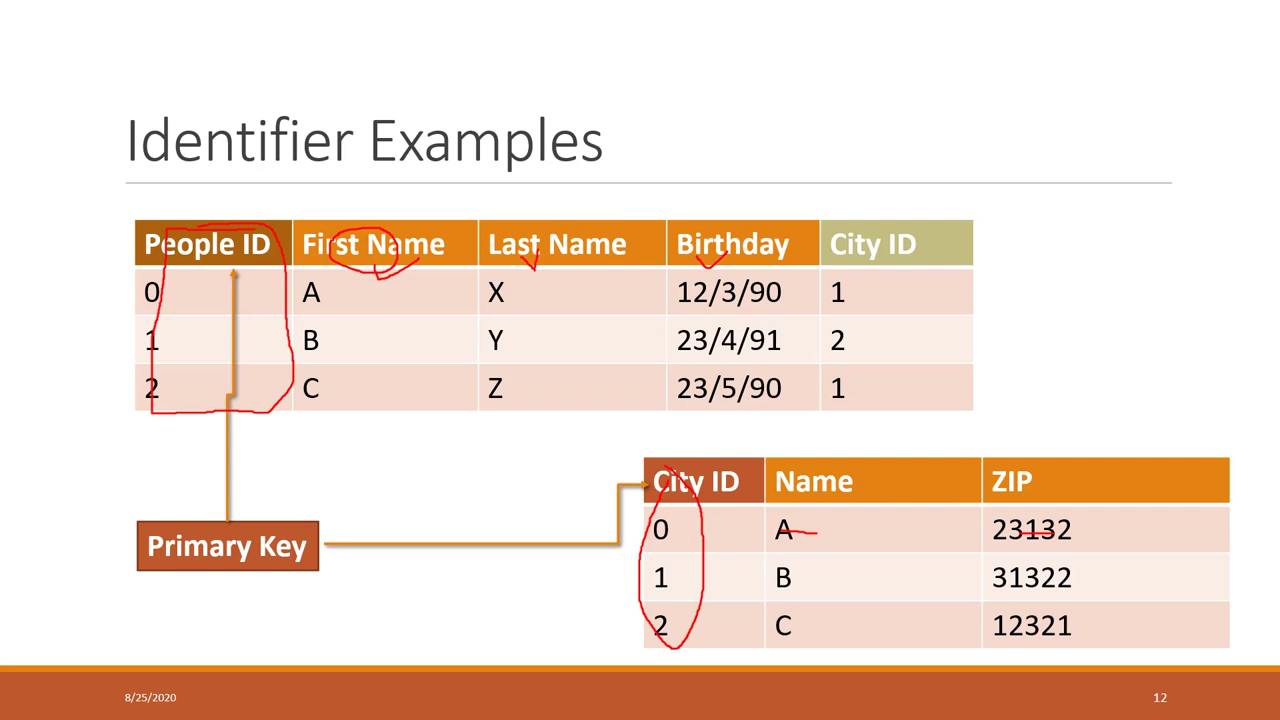 Identifier Examples
People ID First Name Last Name Birthday City ID
0 A X 12/3/90 1
1 B Y 23/4/91 2
2 C Z 23/5/90 1
City ID Name ZIP
0 A 23132
1 B 31322
2 C 12321
Primary Key
8/25/2020
12